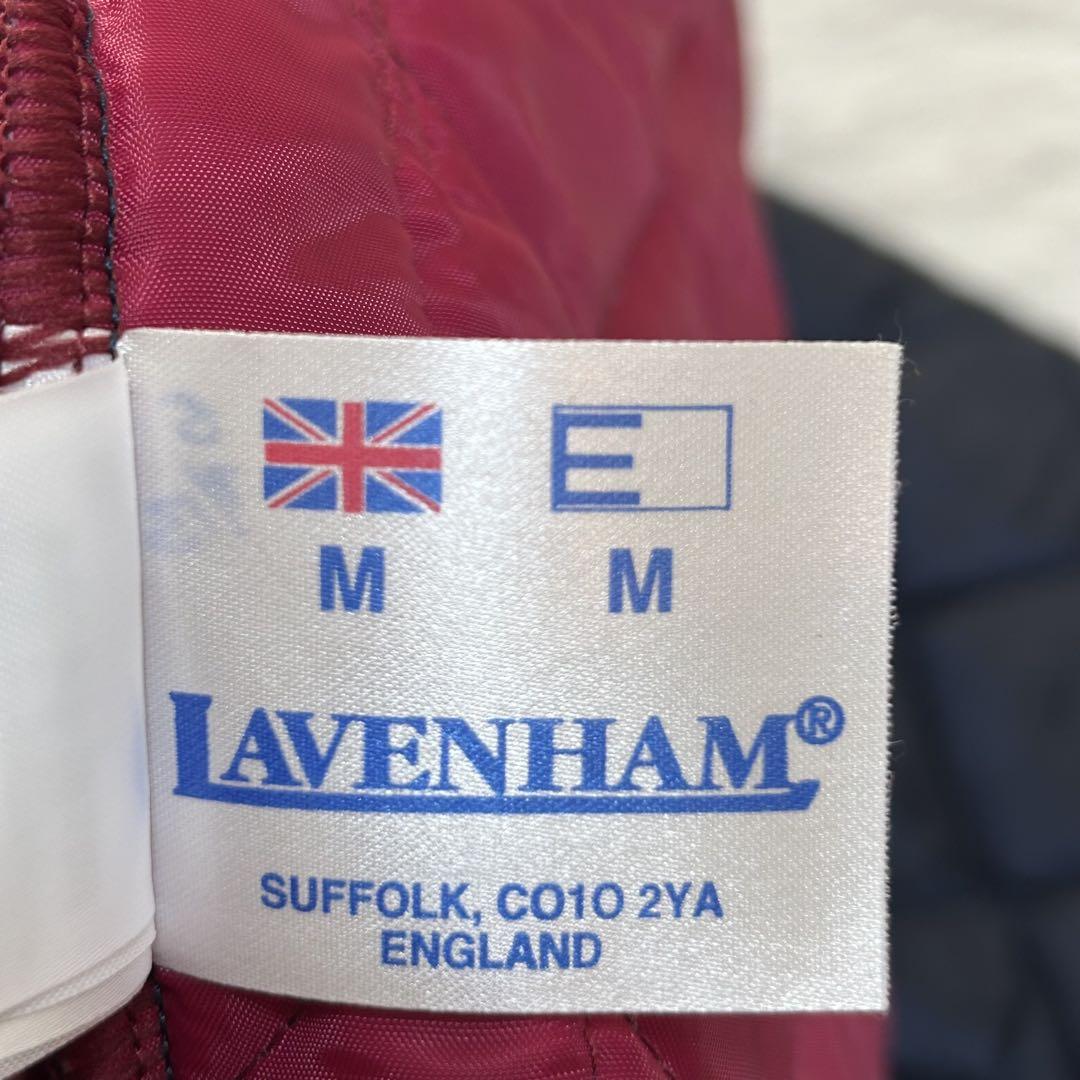 E
M M
LAVENHAM®
SUFFOLK, CO10 2YA
ENGLAND